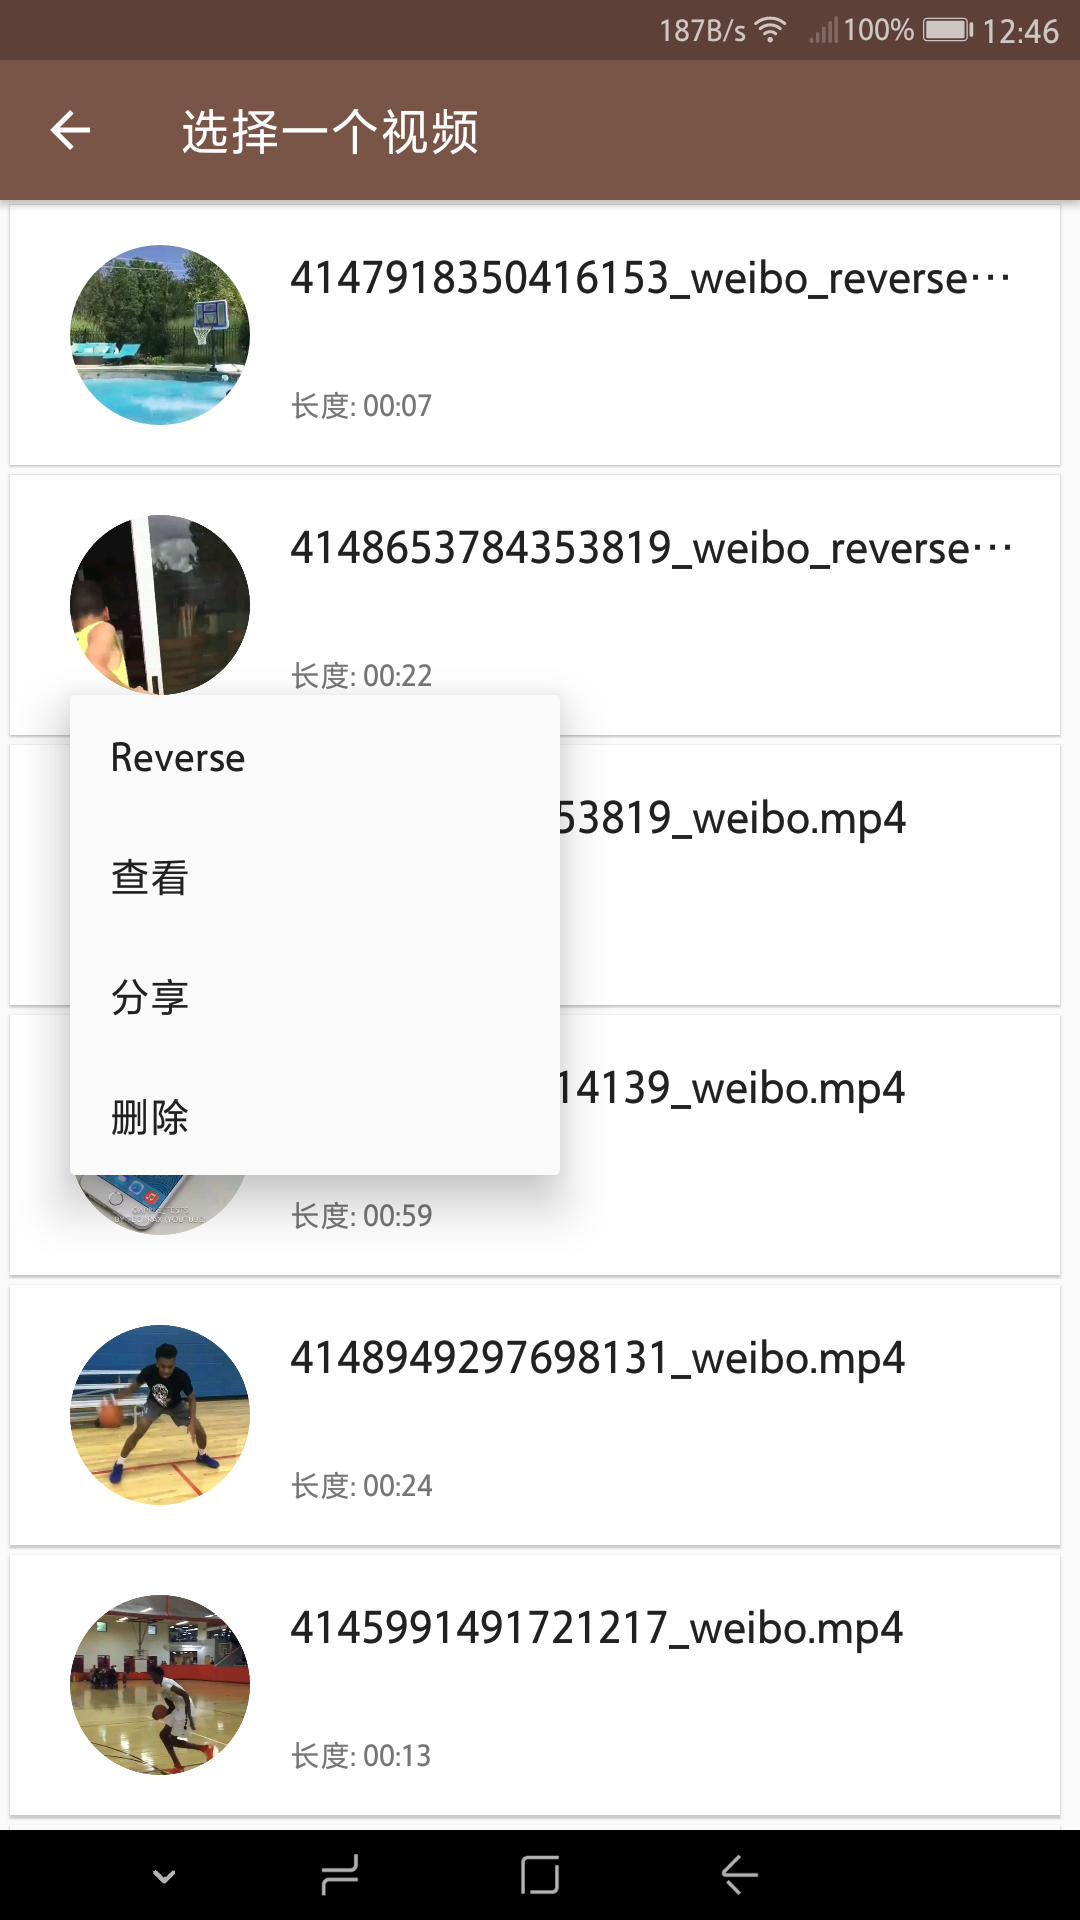 187B/s 100% 12:46
选择一个视频
4147918350416153_weibo_reverse···
长度: 00:07
4148653784353819_weibo_reverse···
长度: 00:22
Reverse
53819_weibo.mp4
查看
分享
14139_weibo.mp4
删除
长度: 00:59
4148949297698131_weibo.mp4
长度: 00:24
4145991491721217_weibo.mp4
长度: 00:13